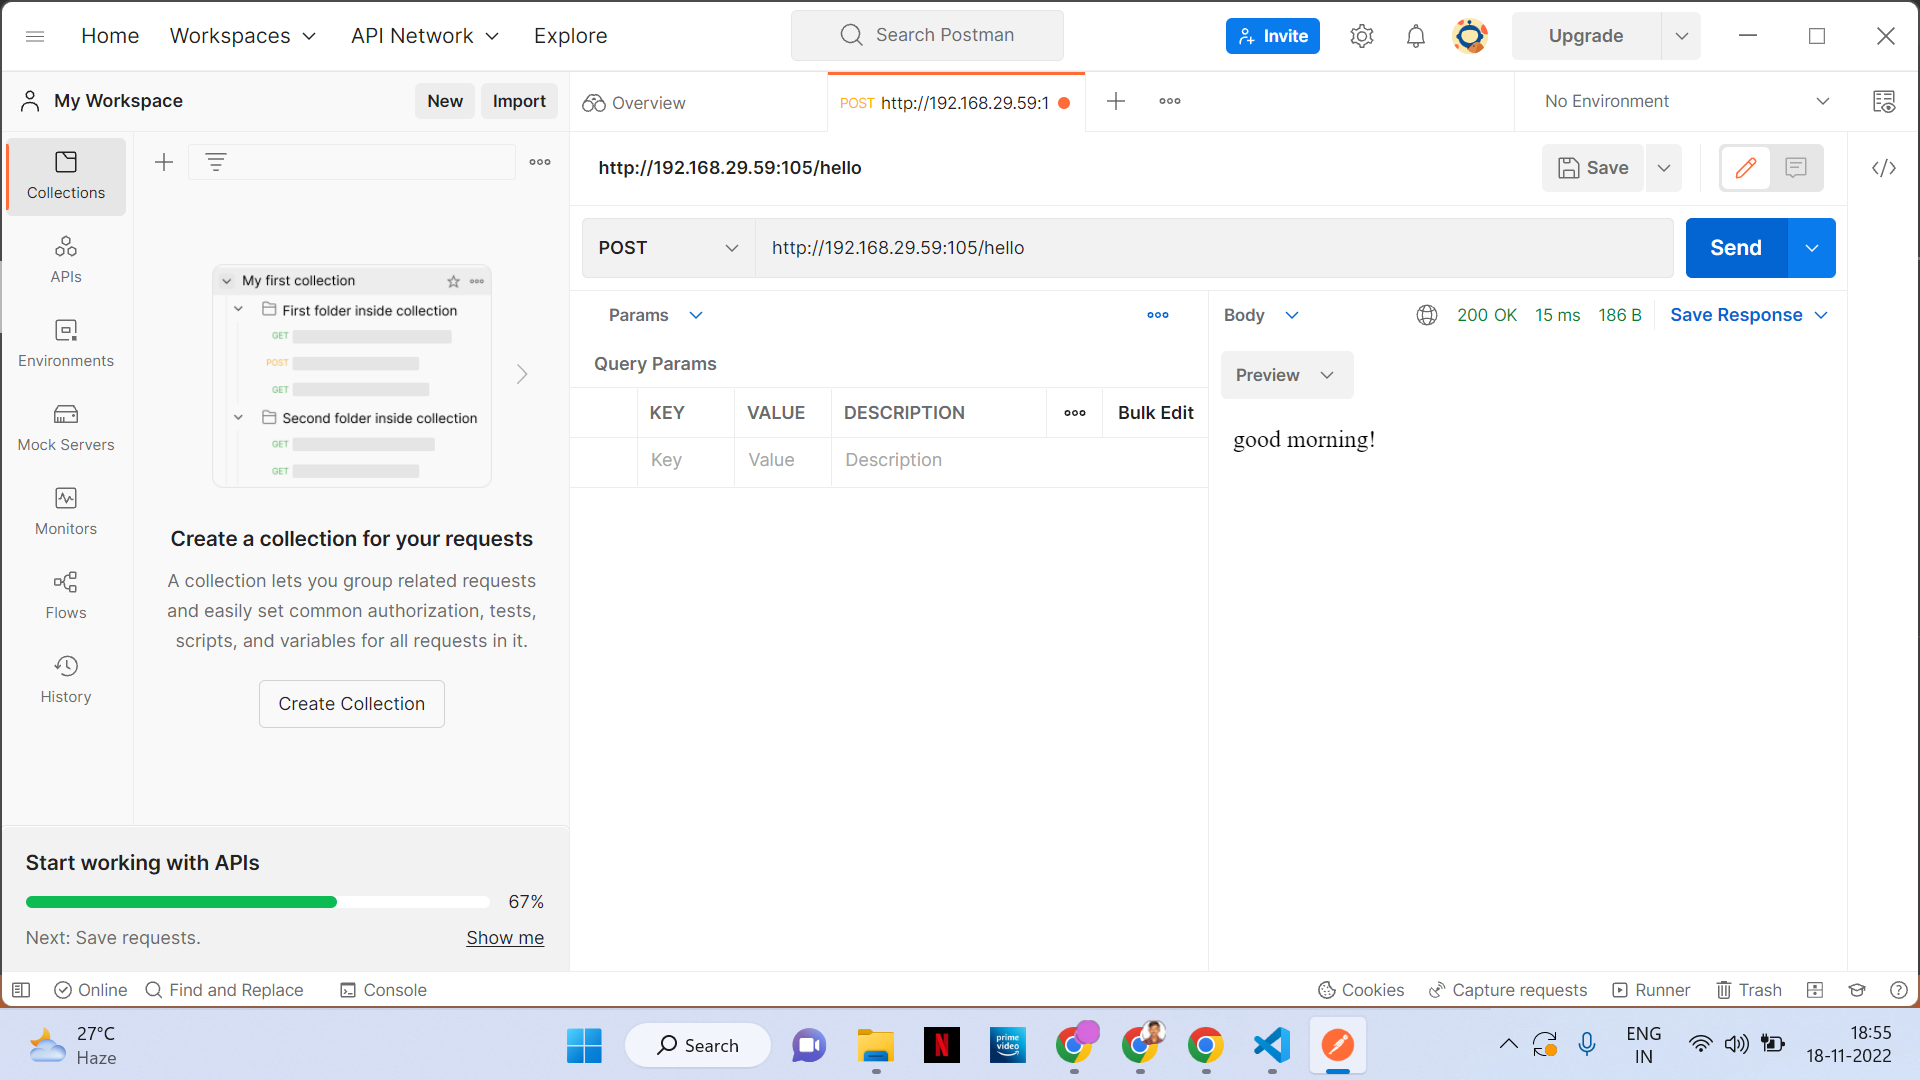 Home
Workspaces
API Network
Explore
Search Postman
Invite
Upgrade
My Workspace
New
Import
Overview
POST http://192.168.29.59:1
No Environment
Collections
APIs
Environments
Mock Servers
Monitors
Flows
History
My first collection
First folder inside collection
GET
POST
GET
Second folder inside collection
GET
GET
Create a collection for your requests
A collection lets you group related requests
and easily set common authorization, tests,
scripts, and variables for all requests in it.
Create Collection
Start working with APIs
67%
Next: Save requests.
Show me
http://192.168.29.59:105/hello
Save
POST
http://192.168.29.59:105/hello
Send
Params
Query Params
KEY VALUE DESCRIPTION Bulk Edit
Key Value Description
Body
200 OK 15 ms 186 B
Save Response
Preview
good morning!
Online
Find and Replace
Console
Cookies
Capture requests
Runner
Trash
27°C
Haze
Search
N
prime
video
ENG
IN
18:55
18-11-2022